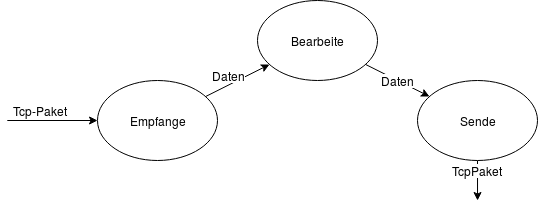 Bearbeite
Daten
Daten
Tcp-Paket
Empfange
Sende
TcpPaket